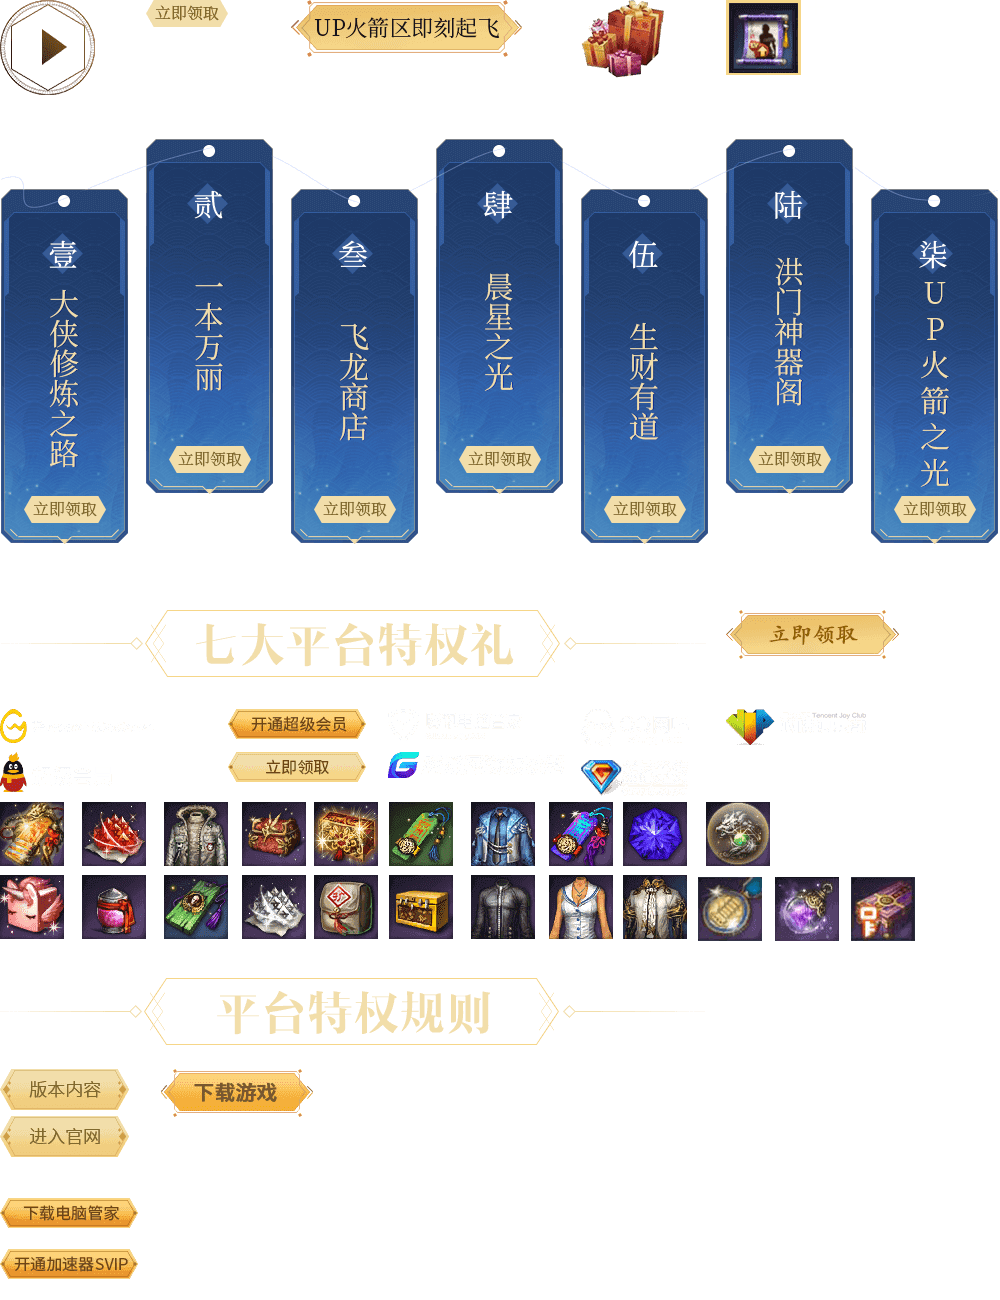 立即领取
UP火箭区即刻起飞
壹
大侠修炼之路
立即领取
贰
一本万丽
立即领取
叁
飞龙商店
立即领取
肆
晨星之光
立即领取
伍
生财有道
立即领取
陆
洪门神器阁
立即领取
柒
UP火箭之光
立即领取
七大平台特权礼
立即领取
开通超级会员
Tencent Joy Club
立即领取
平台特权规则
版本内容
下载游戏
进入官网
下载电脑管家
开通加速器SVIP